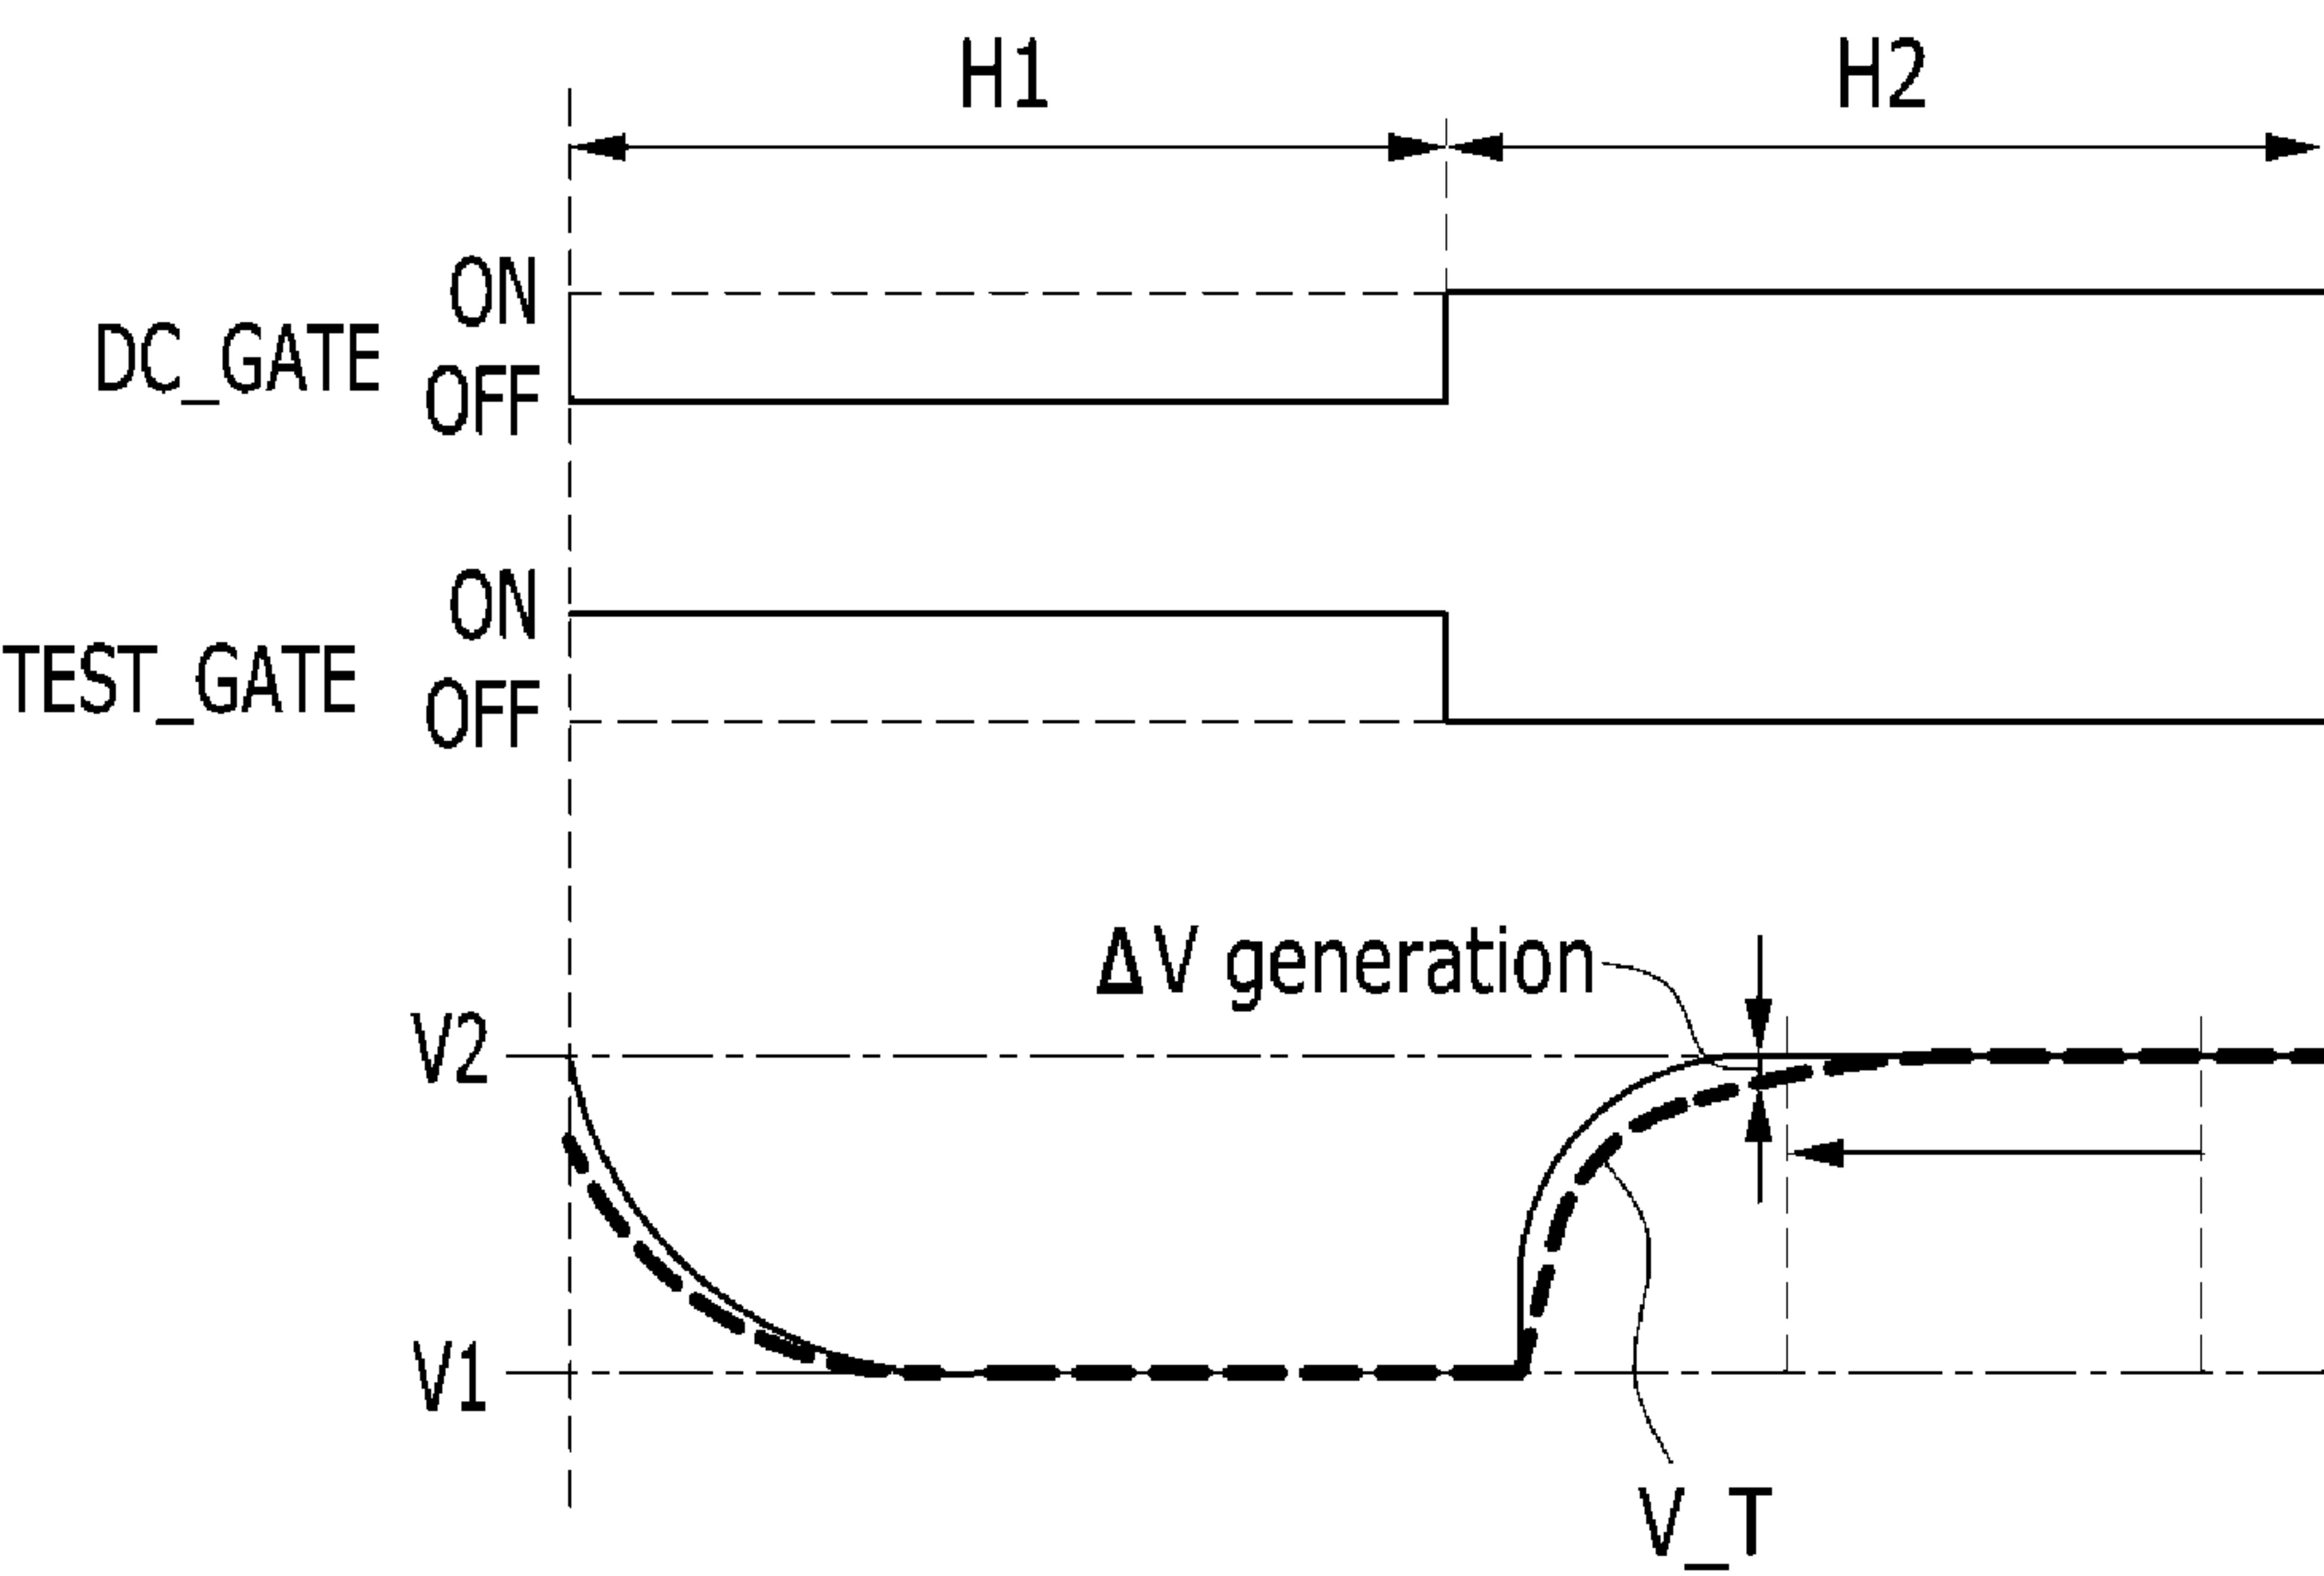 H1 H2
ON
DC_GATE
OFF
ON
TEST_GATE
OFF
ΔV generation
V2
V1
V_T